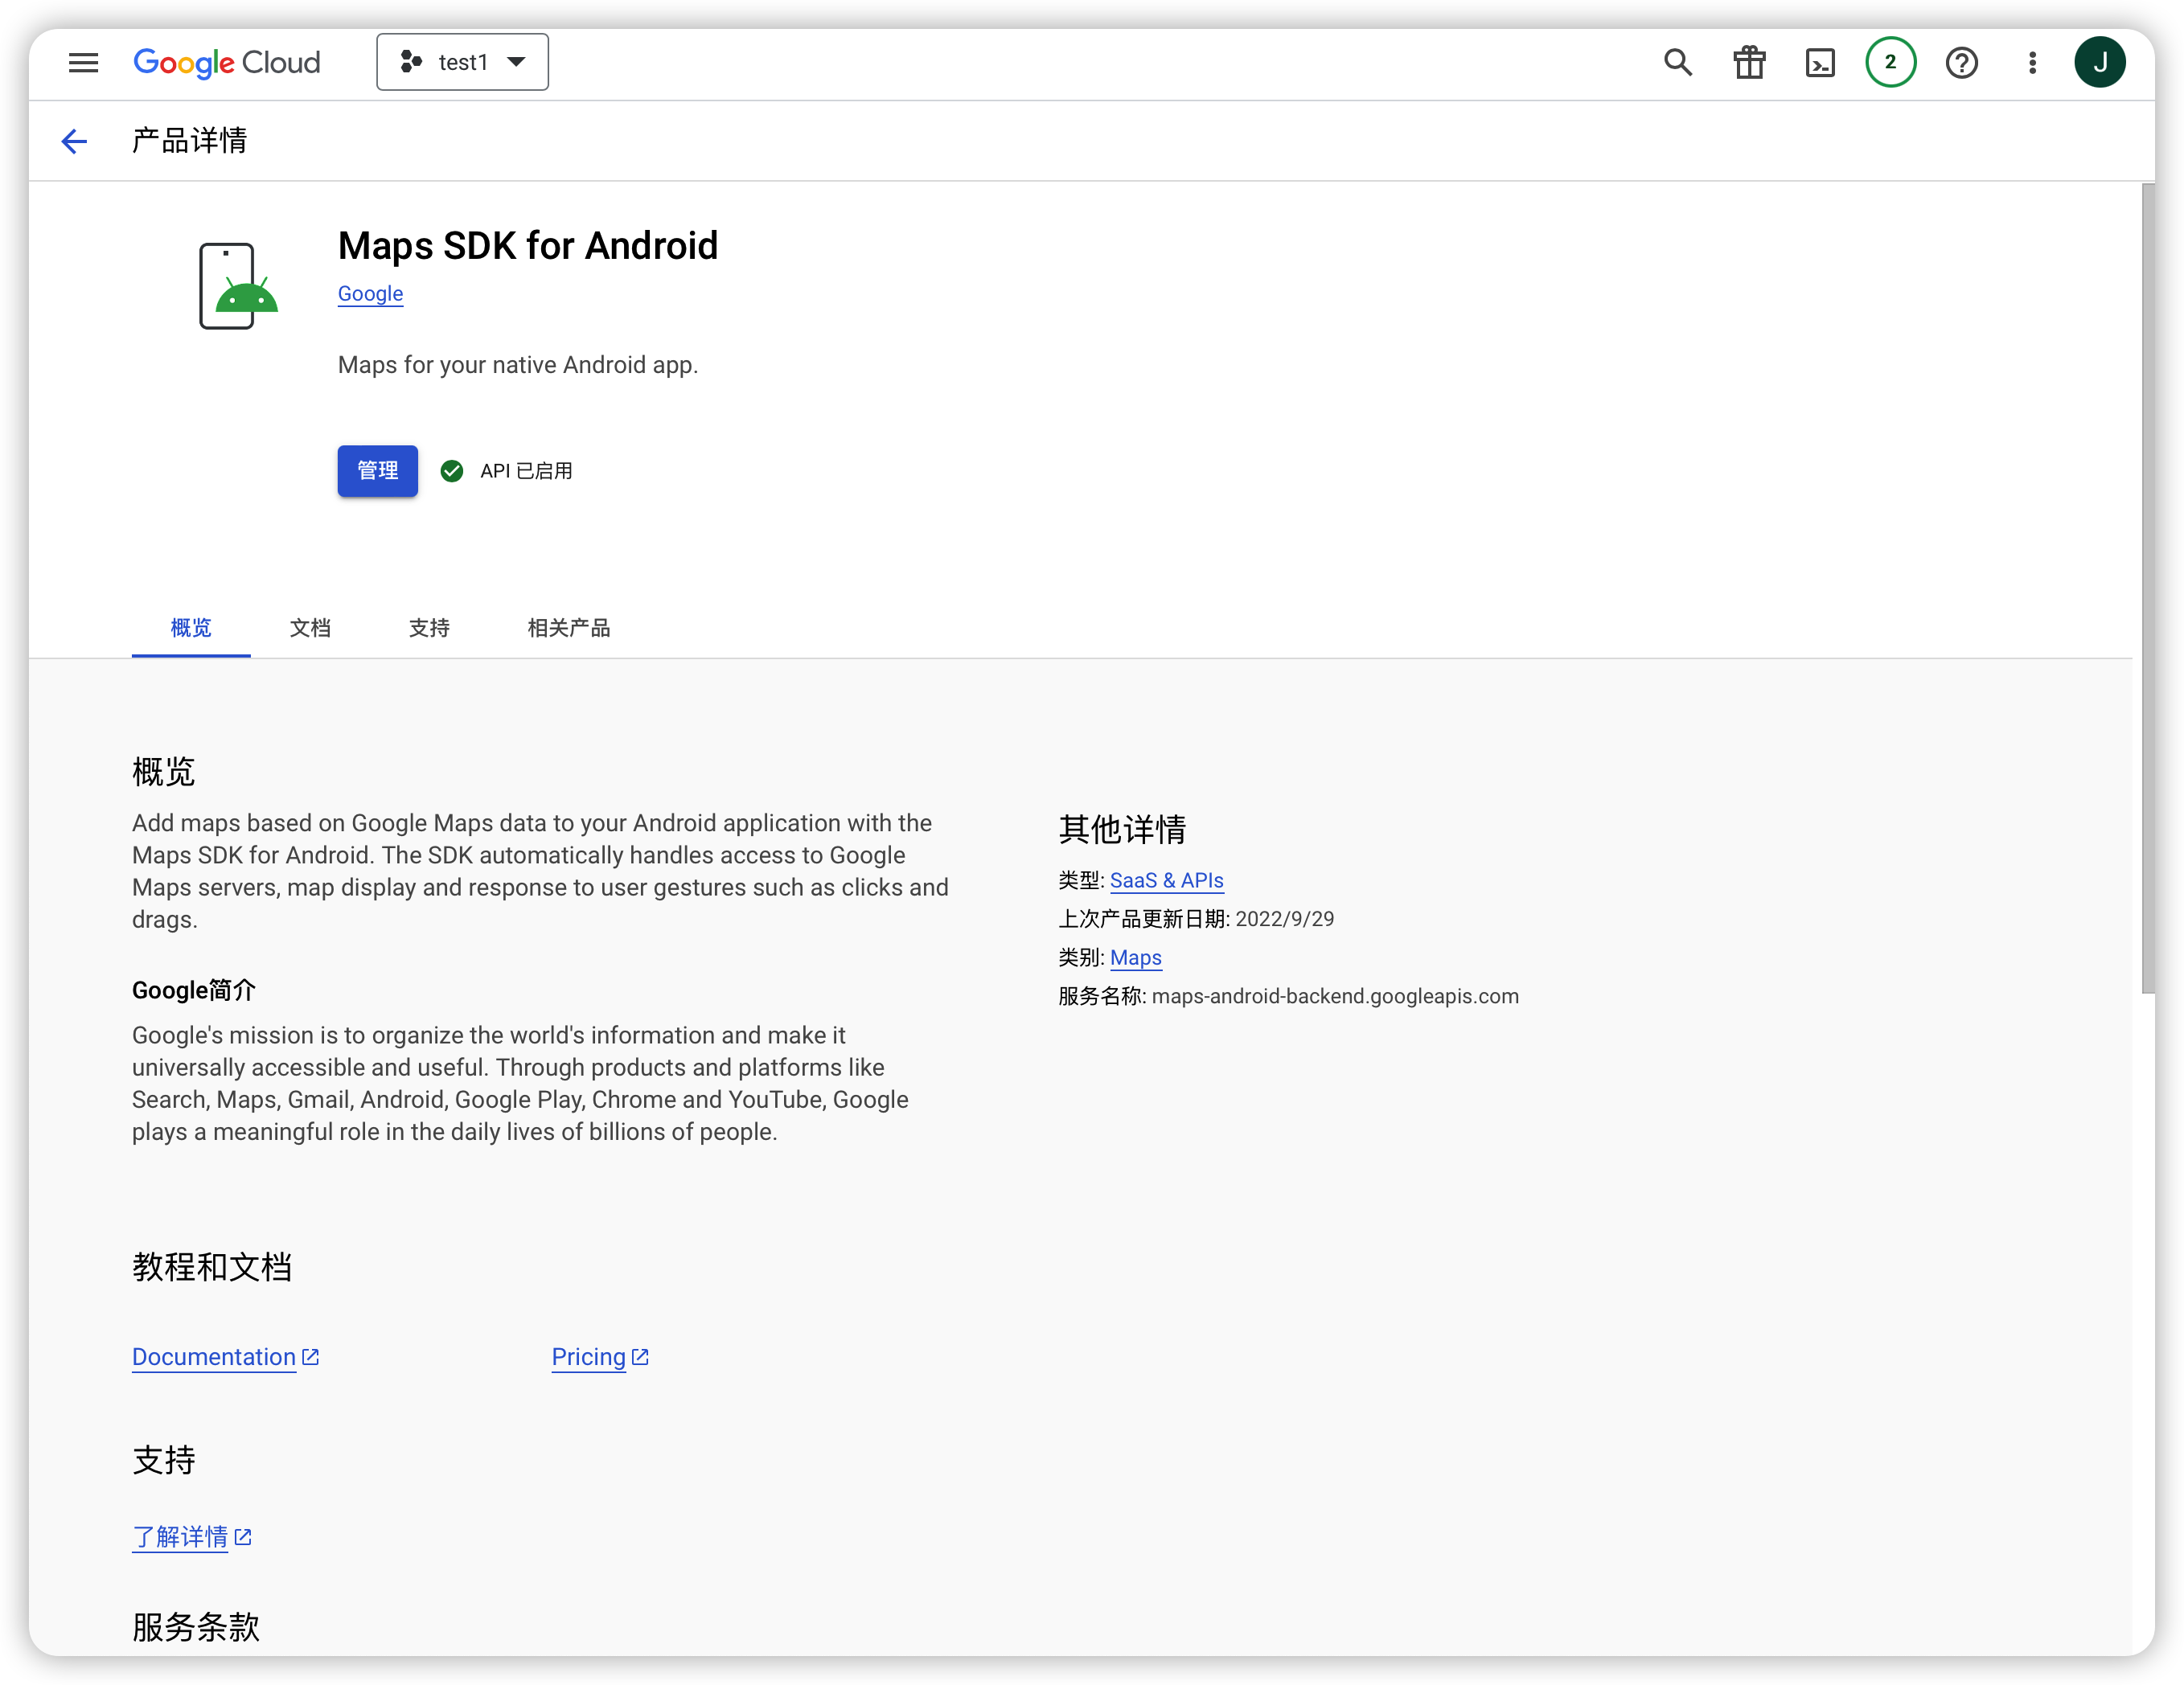 Google Cloud
test1
2
J
产品详情
Maps SDK for Android
Google
Maps for your native Android app.
管理
API 已启用
概览
文档
支持
相关产品
概览
Add maps based on Google Maps data to your Android application with the
Maps SDK for Android. The SDK automatically handles access to Google
Maps servers, map display and response to user gestures such as clicks and
drags.
Google简介
Google's mission is to organize the world's information and make it
universally accessible and useful. Through products and platforms like
Search, Maps, Gmail, Android, Google Play, Chrome and YouTube, Google
plays a meaningful role in the daily lives of billions of people.
其他详情
类型: SaaS & APIs
上次产品更新日期: 2022/9/29
类别: Maps
服务名称: maps-android-backend.googleapis.com
教程和文档
Documentation
Pricing
支持
了解详情
服务条款